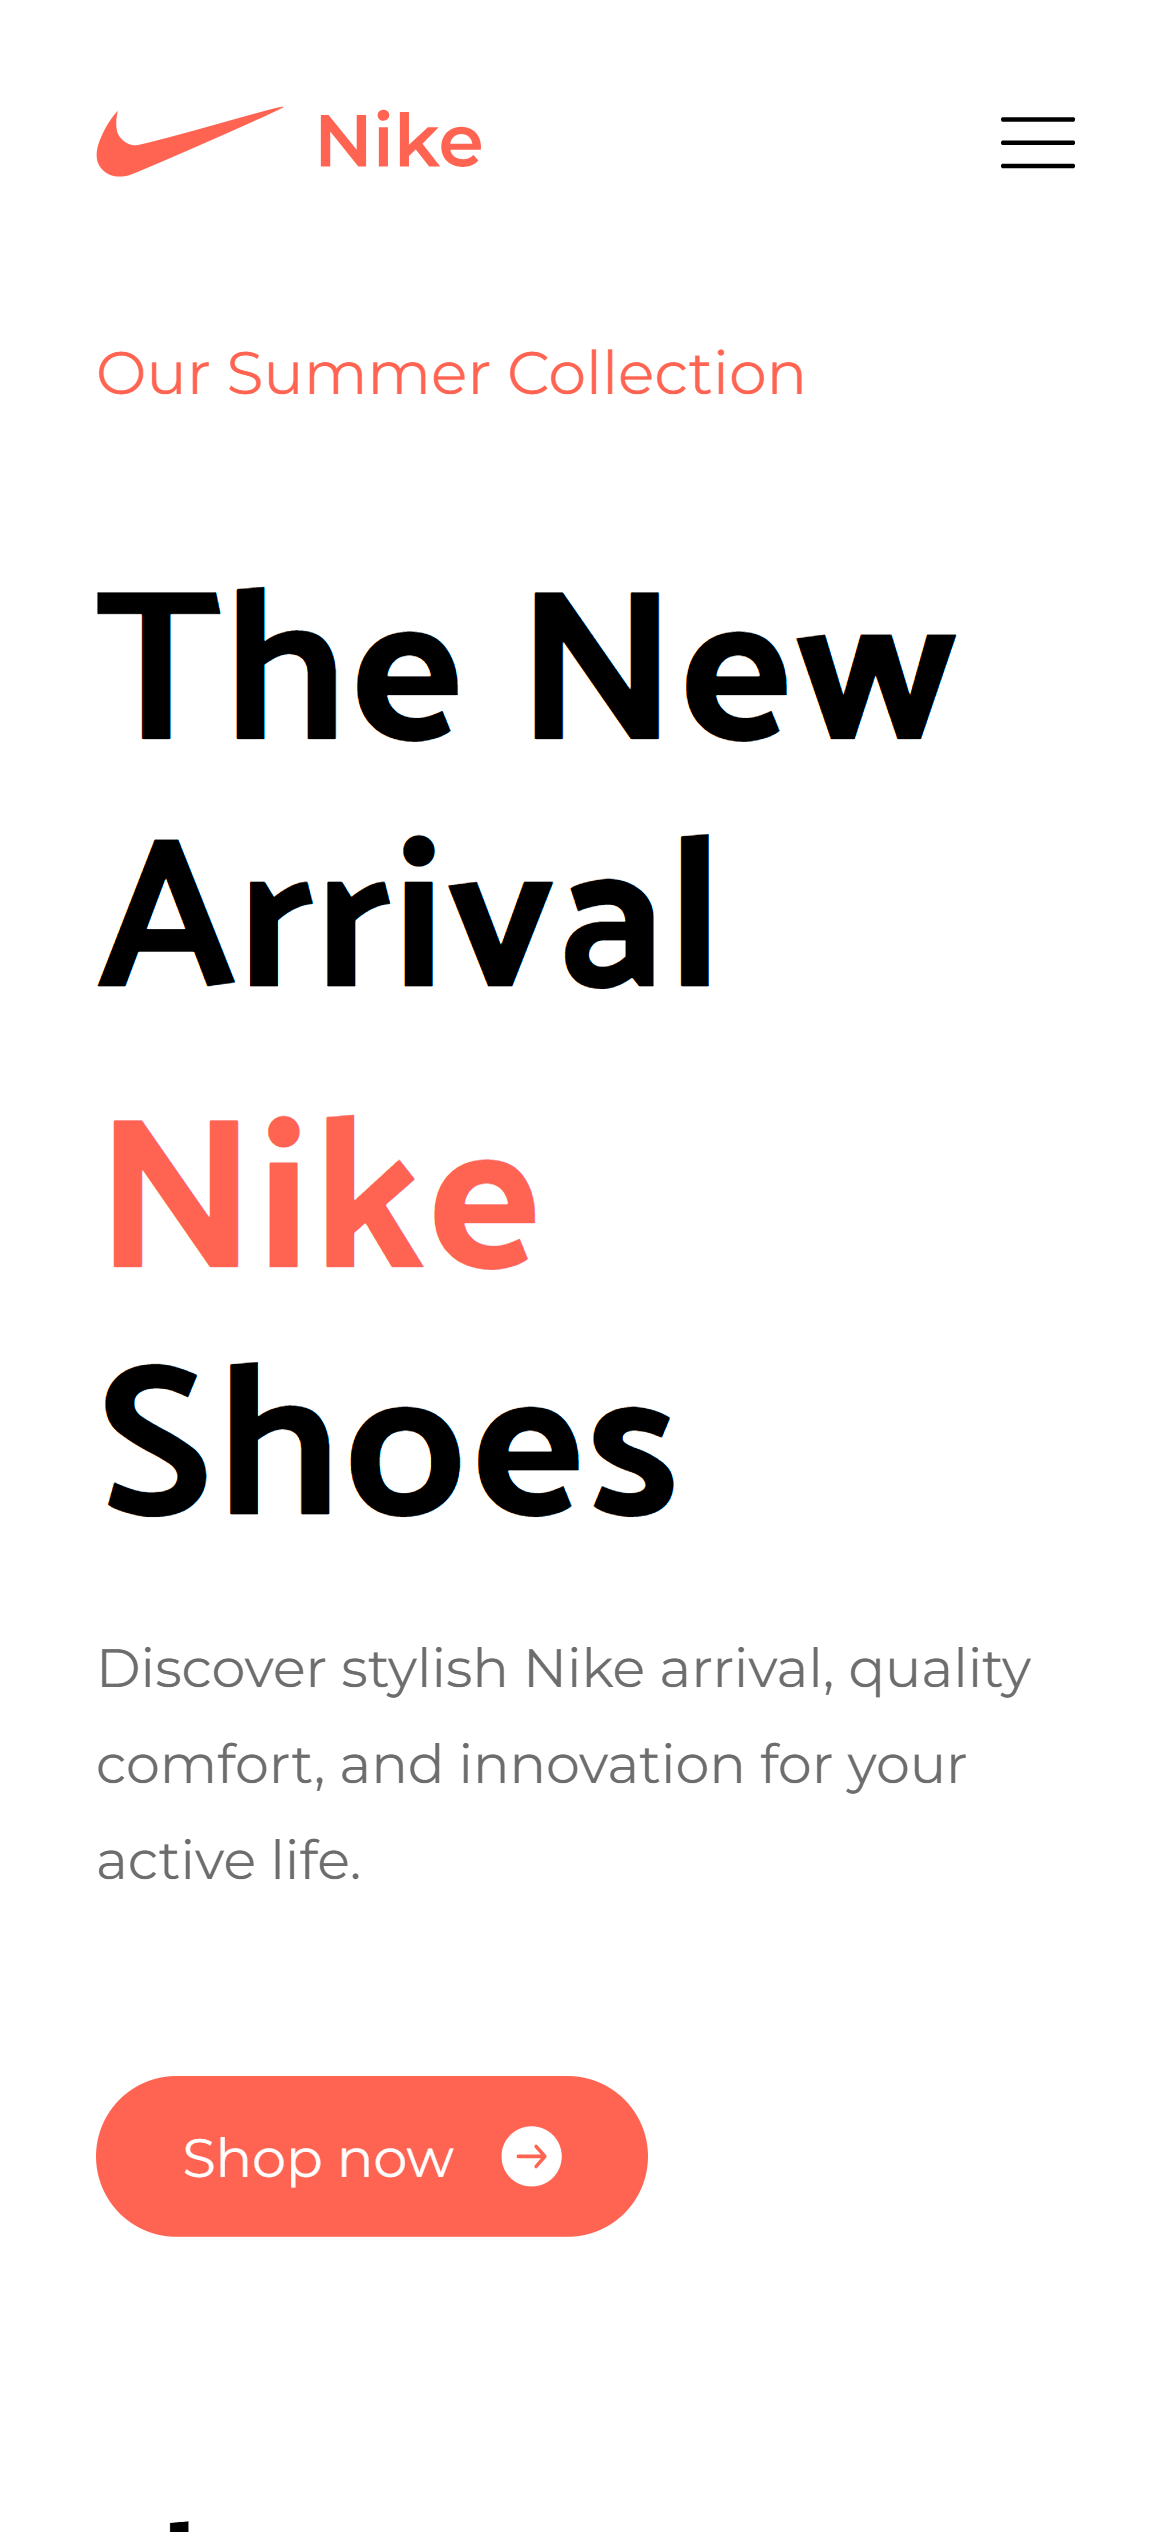 Nike
Our Summer Collection
The New
Arrival
Nike
Shoes
Discover stylish Nike arrival, quality
comfort, and innovation for your
active life.
Shop now